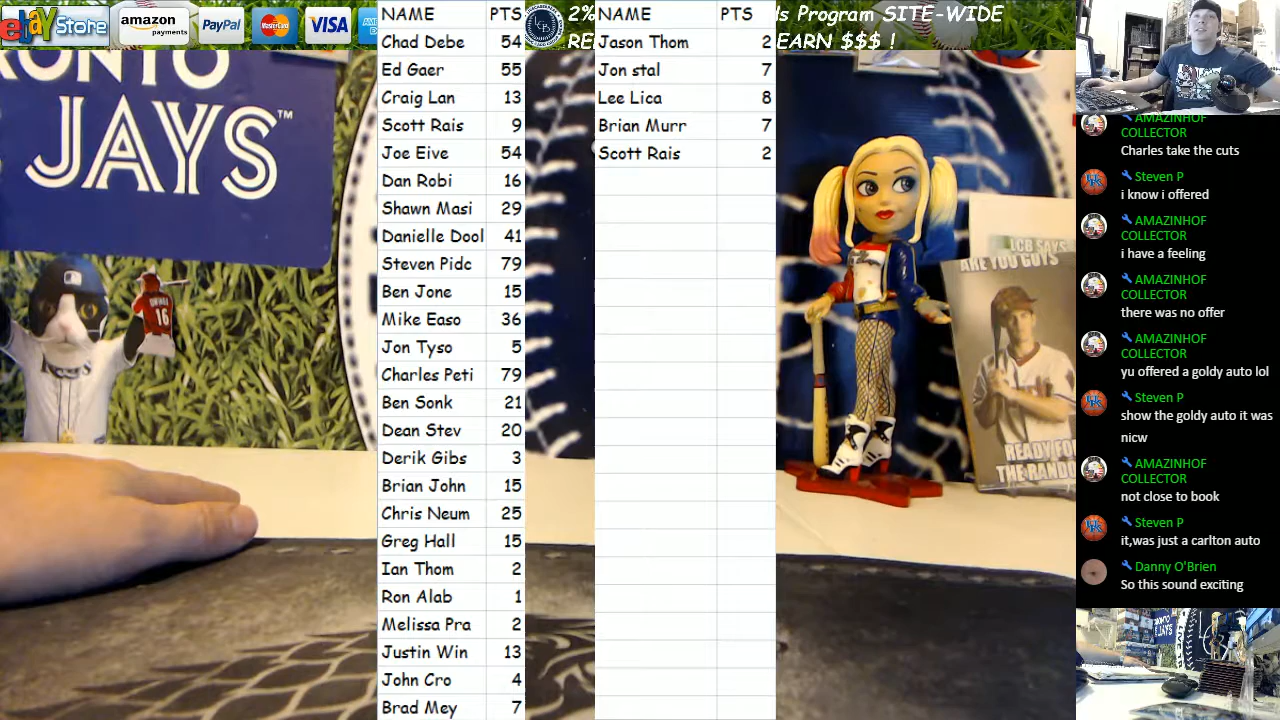 ebay Store
amazon
payments
PayPal
MasterCard
VISA
2%
ls Program SITE-WIDE
RE
EARN $$$ !
NAME PTS
Chad Debe 54
Ed Gaer 55
Craig Lan 13
Scott Rais 9
Joe Eive 54
Dan Robi 16
Shawn Masi 29
Danielle Dool 41
Steven Pidc 79
Ben Jone 15
Mike Easo 36
Jon Tyso 5
Charles Peti 79
Ben Sonk 21
Dean Stev 20
Derik Gibs 3
Brian John 15
Chris Neum 25
Greg Hall 15
Ian Thom 2
Ron Alab 1
Melissa Pra 2
Justin Win 13
John Cro 4
Brad Mey 7
NAME PTS
Jason Thom 2
Jon stal 7
Lee Lica 8
Brian Murr 7
Scott Rais 2
RONTO
JAYS™
16
LCB SAYS
ARE YOU GUYS
READY FO
THE RANDO
AMAZINHOF
COLLECTOR
Charles take the cuts
Steven P
i know i offered
AMAZINHOF
COLLECTOR
i have a feeling
AMAZINHOF
COLLECTOR
there was no offer
AMAZINHOF
COLLECTOR
yu offered a goldy auto lol
Steven P
show the goldy auto it was
nicw
AMAZINHOF
COLLECTOR
not close to book
Steven P
it,was just a carlton auto
Danny O'Brien
So this sound exciting
JAYS